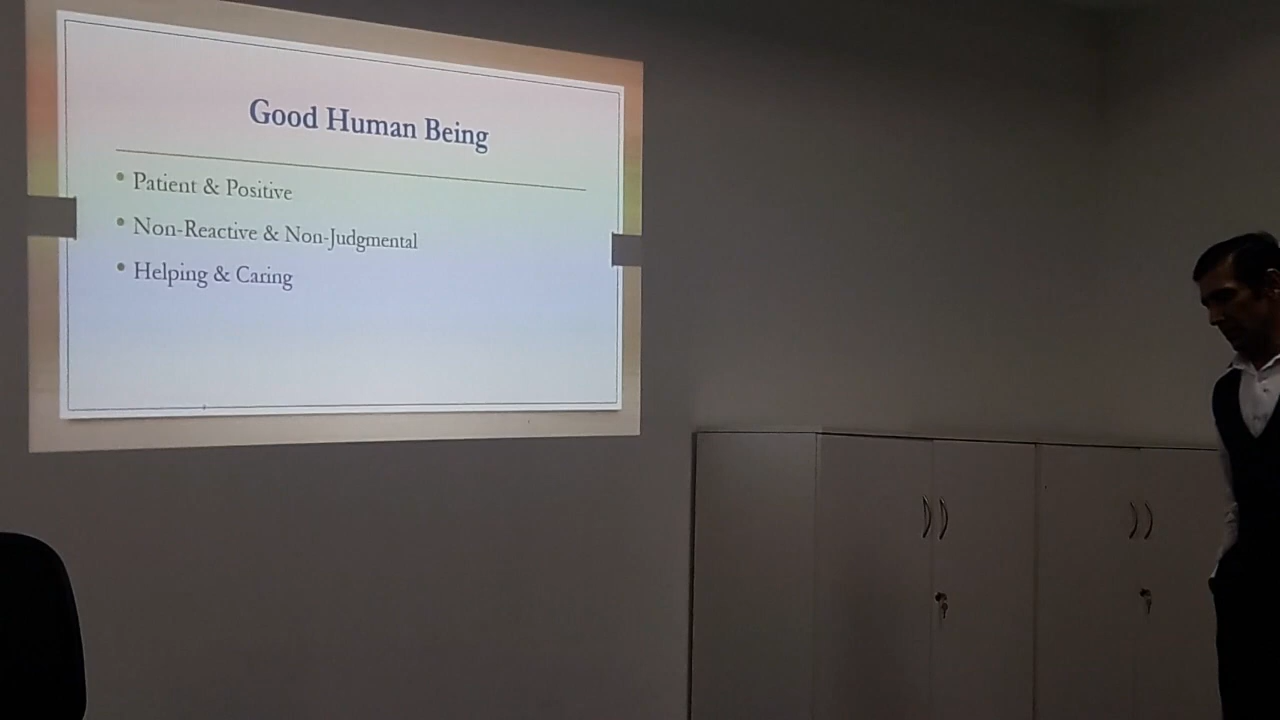 Good Human Being
• Patient & Positive
• Non-Reactive & Non-Judgmental
• Helping & Caring